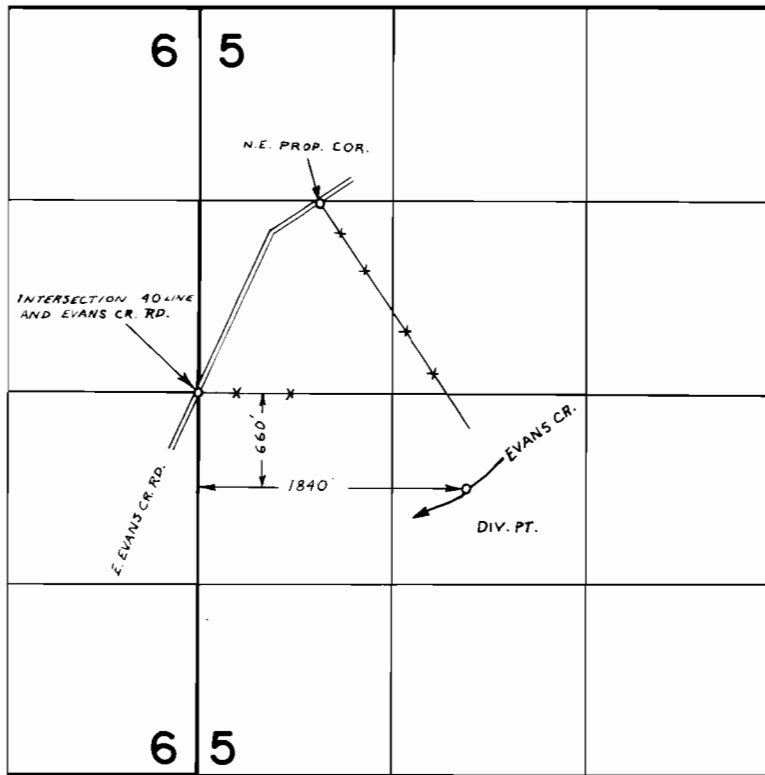 6 5
N.E. PROP. COR.
INTERSECTION 40 LINE
AND EVANS CR. RD.
660'
1840'
EVANS CR.
DIV. PT.
E. EVANS CR. RD.
6 5